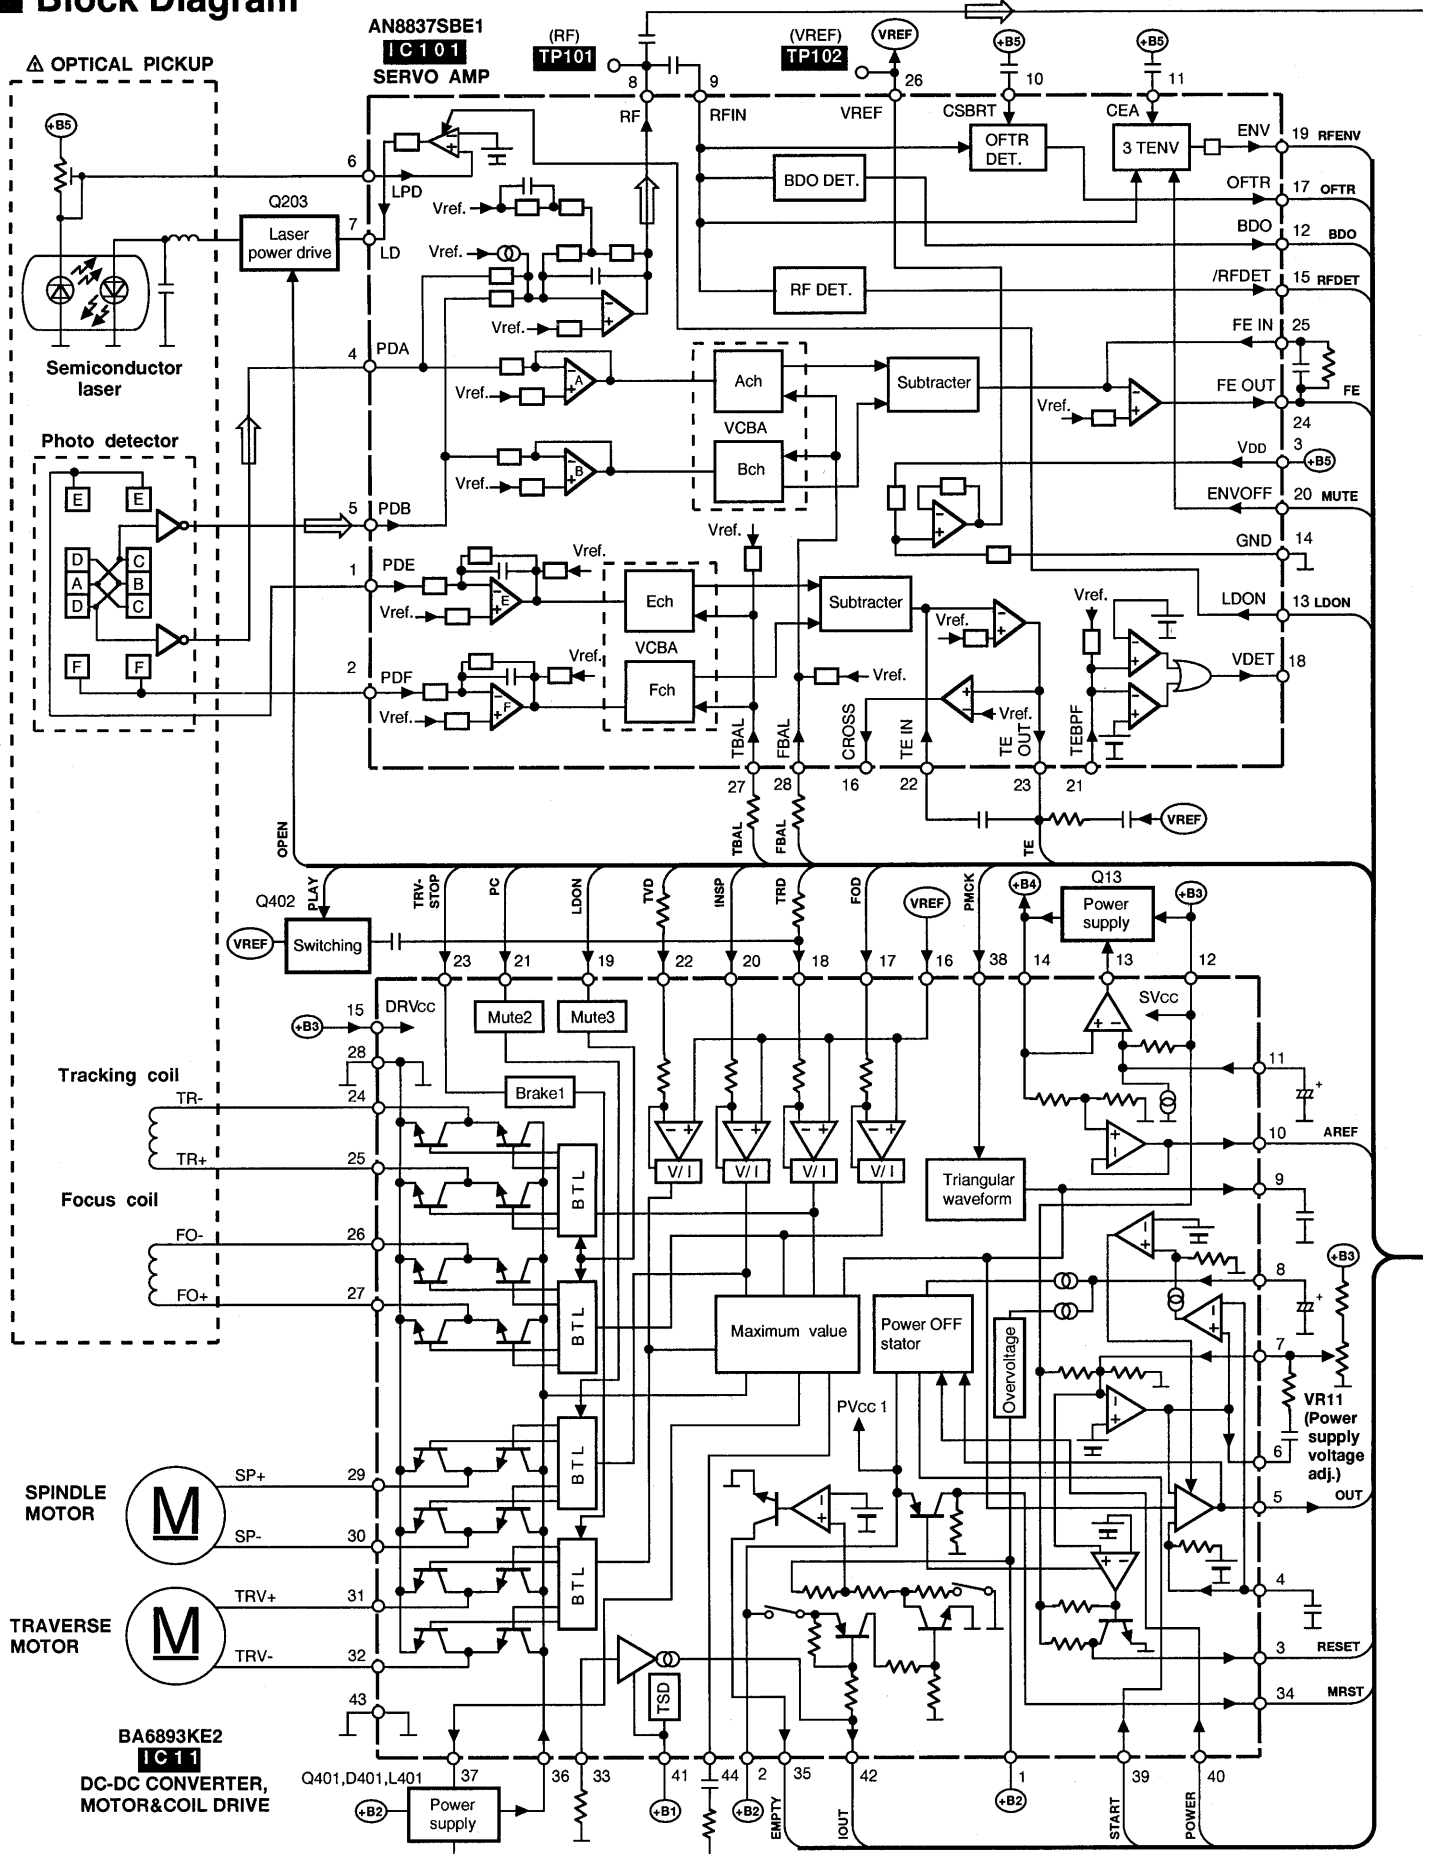 Block Diagram
AN8837SBE1
IC101
SERVO AMP
(RF)
TP101
(VREF)
TP102
VREF
+B5
+B5
8
9
26
10
11
⚠ OPTICAL PICKUP
+B5
RF
RFIN
VREF
CSBRT
CEA
OFTR DET.
3 TENV
BDO DET.
RF DET.
ENV
19 RFENV
OFTR
17 OFTR
BDO
12 BDO
/RFDET
15 RFDET
FE IN
25
FE OUT
FE
24
VDD
3
+B5
ENVOFF
20 MUTE
GND
14
LDON
13 LDON
VDET
18
6
LPD
Q203
Laser power drive
7
LD
Vref.
Vref.
Vref.
Semiconductor laser
4
PDA
Vref.
A
Ach
VCBA
Bch
Subtracter
Vref.
Photo detector
E
E
D
C
A
B
D
C
F
F
Vref.
B
5
PDB
Vref.
1
PDE
Vref.
Vref.
E
Ech
VCBA
Fch
Subtracter
Vref.
Vref.
Vref.
Vref.
2
PDF
Vref.
Vref.
F
TBAL
FBAL
CROSS
TE IN
TE OUT
TEBPF
27
28
16
22
23
21
VREF
OPEN
TBAL
FBAL
TE
PLAY
TRV-STOP
PC
LDON
TVD
INSP
TRD
FOD
VREF
PMCK
+B4
Q13
Power supply
+B3
Q402
VREF
Switching
23
21
19
22
20
18
17
16
38
14
13
12
+B3
15
DRVcc
Mute2
Mute3
Brake1
SVcc
28
11
Tracking coil
TR-
24
TR+
25
Focus coil
FO-
26
FO+
27
BTL
BTL
BTL
BTL
V/I
V/I
V/I
V/I
Triangular waveform
10
AREF
9
+B3
8
Maximum value
Power OFF stator
Overvoltage
7
VR11
(Power supply voltage adj.)
6
PVcc 1
5
OUT
4
SPINDLE MOTOR
M
SP+
29
SP-
30
TRAVERSE MOTOR
M
TRV+
31
TRV-
32
TSD
3
RESET
34
MRST
43
BA6893KE2
IC11
DC-DC CONVERTER,
MOTOR&COIL DRIVE
Q401,D401,L401
+B2
Power supply
37
36
33
41
44
2
35
42
1
39
40
+B1
+B2
EMPTY
IOUT
+B2
START
POWER